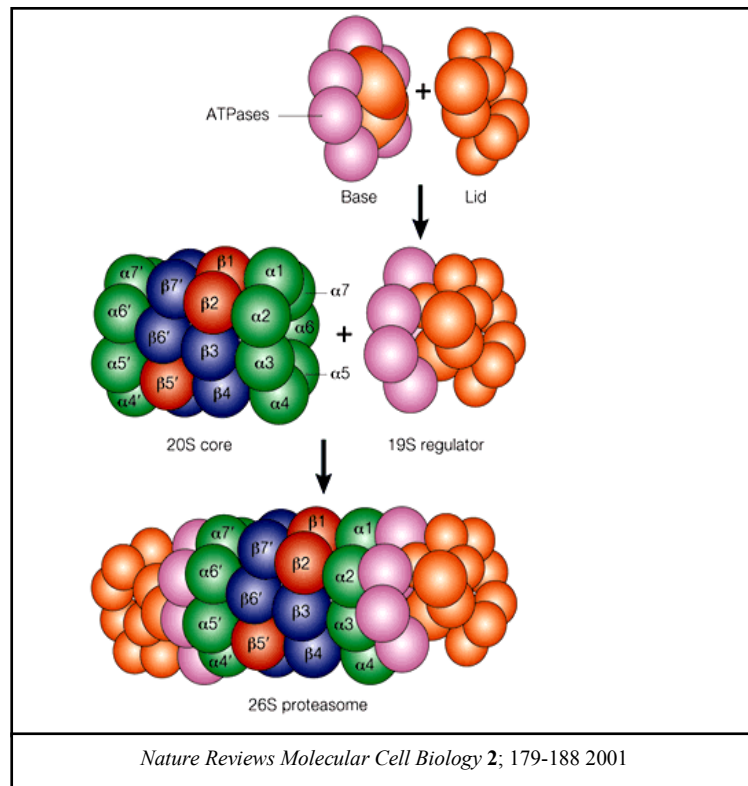 ATPases
+
Base
Lid
α7′
β7′
β1
α1
α7
α6′
β2
α2
α6
β6′
β3
+
α5′
α3
α5
β5′
β4
α4′
α4
20S core
19S regulator
α7′
β7′
β1
α1
α6′
β2
α2
β6′
β3
α5′
α3
β5′
β4
α4′
α4
26S proteasome
Nature Reviews Molecular Cell Biology 2; 179-188 2001